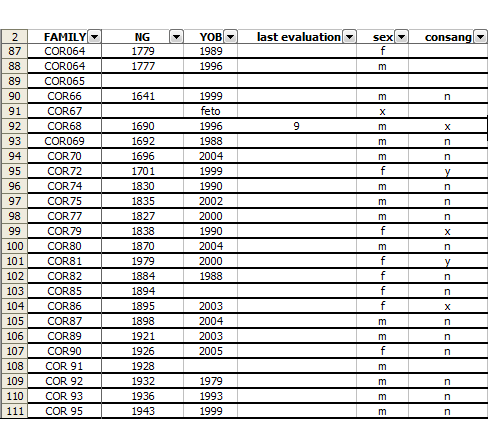 2 FAMILY NG YOB last evaluation sex consang
87 COR064 1779 1989 f
88 COR064 1777 1996 m
89 COR065
90 COR66 1641 1999 m n
91 COR67 feto x
92 COR68 1690 1996 9 m x
93 COR069 1692 1988 m n
94 COR70 1696 2004 m n
95 COR72 1701 1999 f y
96 COR74 1830 1990 m n
97 COR75 1835 2002 m n
98 COR77 1827 2000 m n
99 COR79 1838 1990 f x
100 COR80 1870 2004 m n
101 COR81 1979 2000 f y
102 COR82 1884 1988 f n
103 COR85 1894 f n
104 COR86 1895 2003 f x
105 COR87 1898 2004 m n
106 COR89 1921 2003 m n
107 COR90 1926 2005 f n
108 COR 91 1928 m
109 COR 92 1932 1979 m n
110 COR 93 1936 1993 m n
111 COR 95 1943 1999 m n